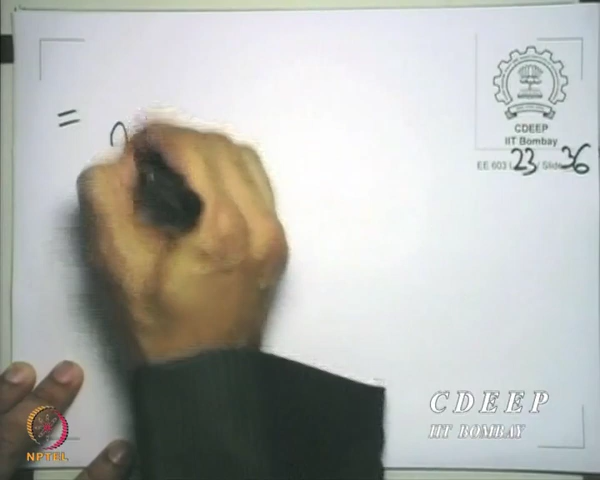 CDEEP
IIT Bombay
EE 603 L 23 / Slide 36
=
CDEEP
IIT BOMBAY
NPTEL